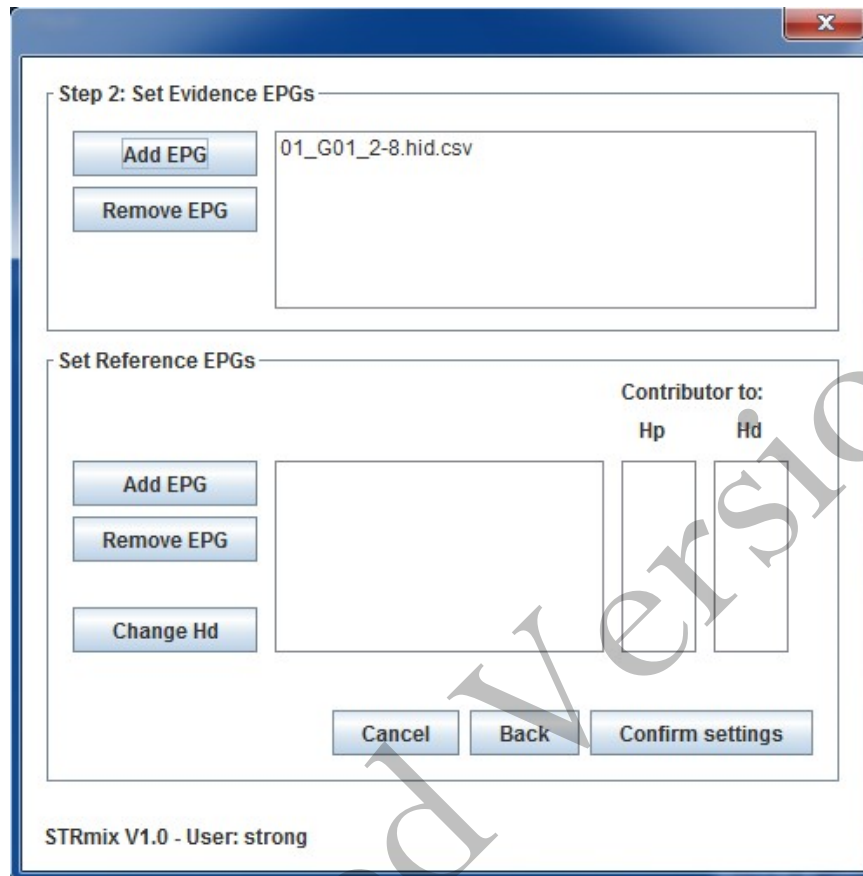 Step 2: Set Evidence EPGs
Add EPG
01_G01_2-8.hid.csv
Remove EPG
Set Reference EPGs
Contributor to:
Hp Hd
Add EPG
Remove EPG
Change Hd
Cancel Back Confirm settings
STRmix V1.0 - User: strong